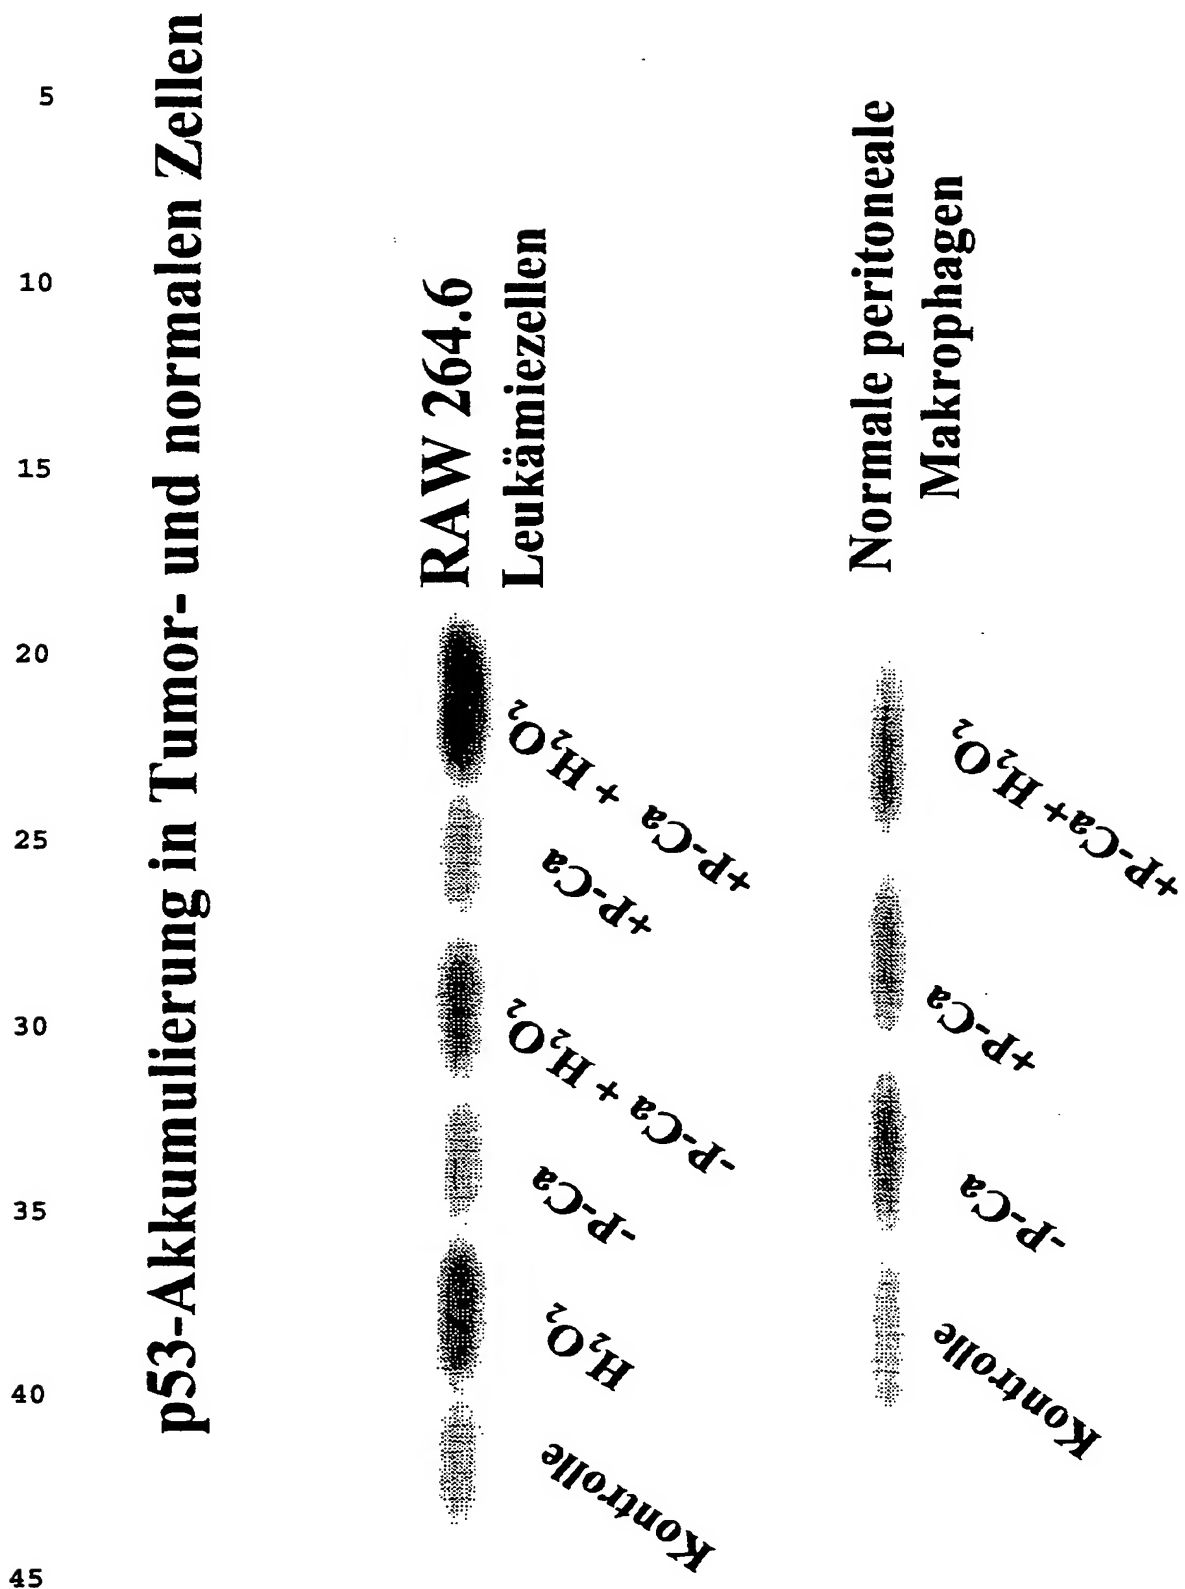 p53-Akkumulierung in Tumor- und normalen Zellen
RAW 264.6
Leukämiezellen
Kontrolle
H₂O₂
-P-Ca
-P-Ca + H₂O₂
+P-Ca
+P-Ca + H₂O₂
Normale peritoneale
Makrophagen
Kontrolle
-P-Ca
+P-Ca
+P-Ca+ H₂O₂
5
10
15
20
25
30
35
40
45